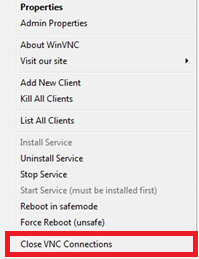 Properties
Admin Properties
About WinVNC
Visit our site
Add New Client
Kill All Clients
List All Clients
Install Service
Uninstall Service
Stop Service
Start Service (must be installed first)
Reboot in safemode
Force Reboot (unsafe)
Close VNC Connections